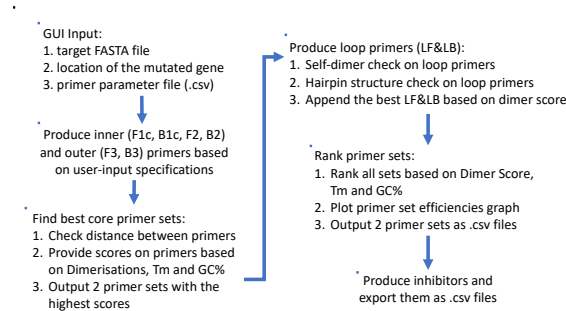 GUI Input:
1. target FASTA file
2. location of the mutated gene
3. primer parameter file (.csv)
Produce inner (F1c, B1c, F2, B2)
and outer (F3, B3) primers based
on user-input specifications
Find best core primer sets:
1. Check distance between primers
2. Provide scores on primers based
on Dimerisations, Tm and GC%
3. Output 2 primer sets with the
highest scores
Produce loop primers (LF&LB):
1. Self-dimer check on loop primers
2. Hairpin structure check on loop primers
3. Append the best LF&LB based on dimer score
Rank primer sets:
1. Rank all sets based on Dimer Score,
Tm and GC%
2. Plot primer set efficiencies graph
3. Output 2 primer sets as .csv files
Produce inhibitors and
export them as .csv files